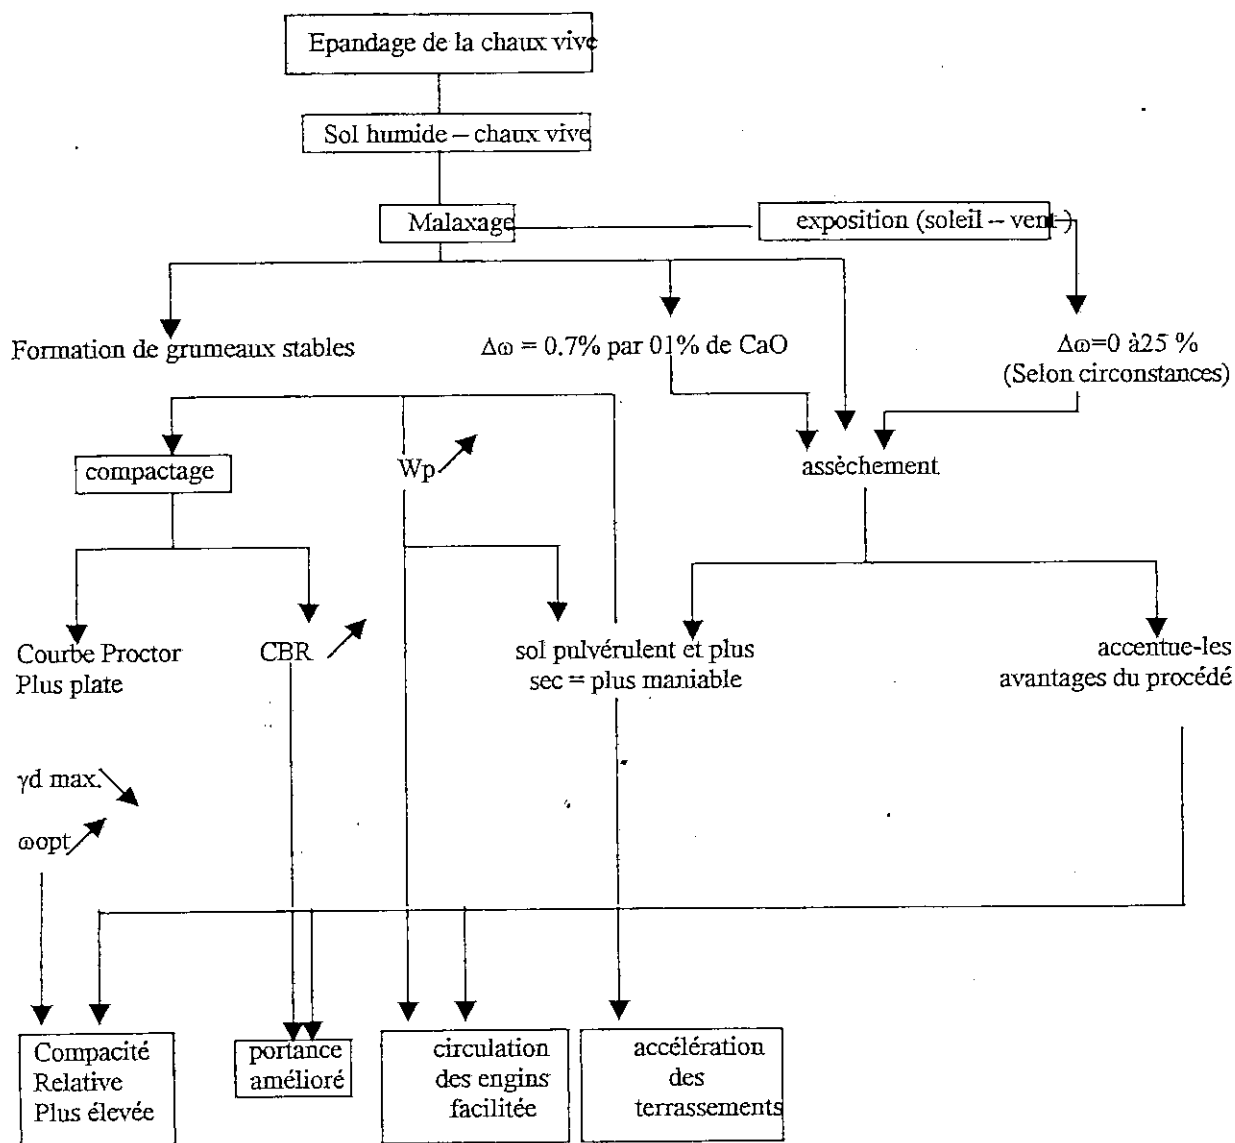 Epandage de la chaux vive
Sol humide – chaux vive
Malaxage
exposition (soleil – vent)
Formation de grumeaux stables
Δω = 0.7% par 01% de CaO
Δω=0 à25 %
(Selon circonstances)
compactage
Wp
assèchement
Courbe Proctor
Plus plate
CBR
sol pulvérulent et plus
sec = plus maniable
accentue-les
avantages du procédé
γd max.
ωopt
Compacité
Relative
Plus élevée
portance
amélioré
circulation
des engins
facilitée
accélération
des
terrassements